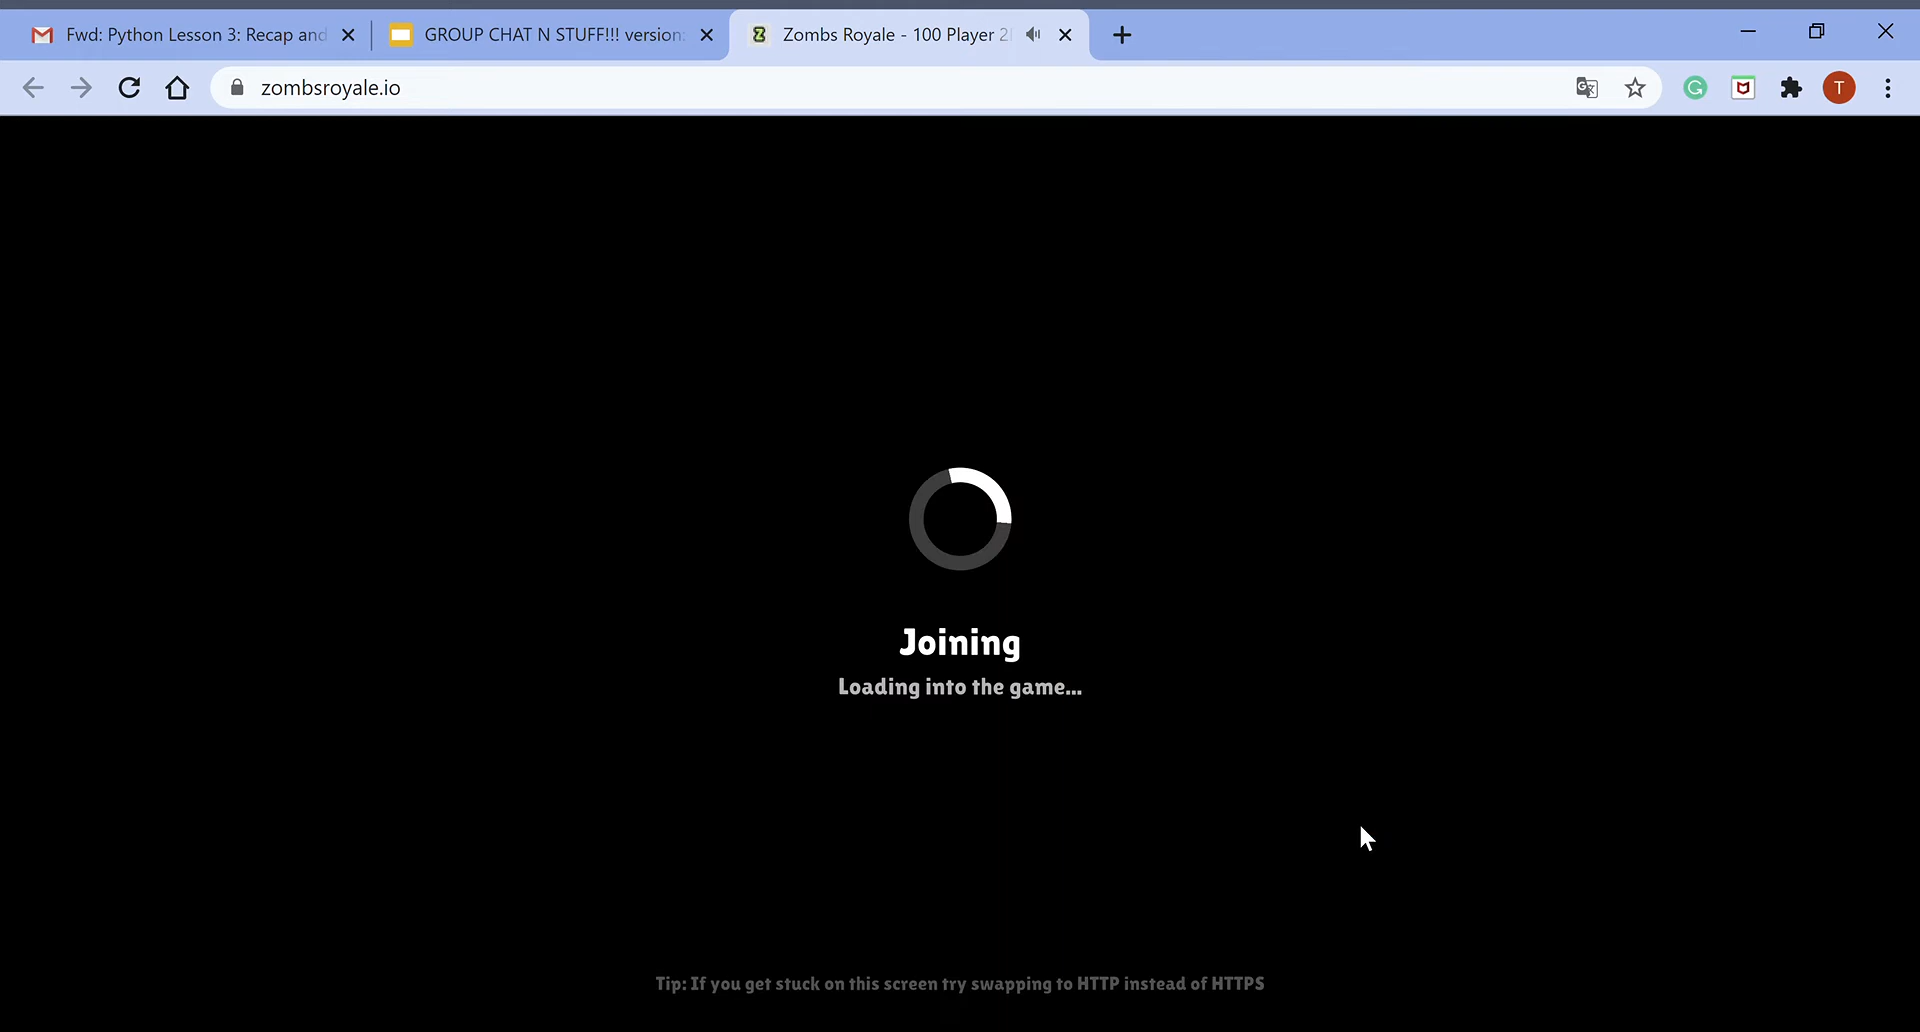 Fwd: Python Lesson 3: Recap and
GROUP CHAT N STUFF!!! version
Zombs Royale - 100 Player 2
zombsroyale.io
T
Joining
Loading into the game...
Tip: If you get stuck on this screen try swapping to HTTP instead of HTTPS